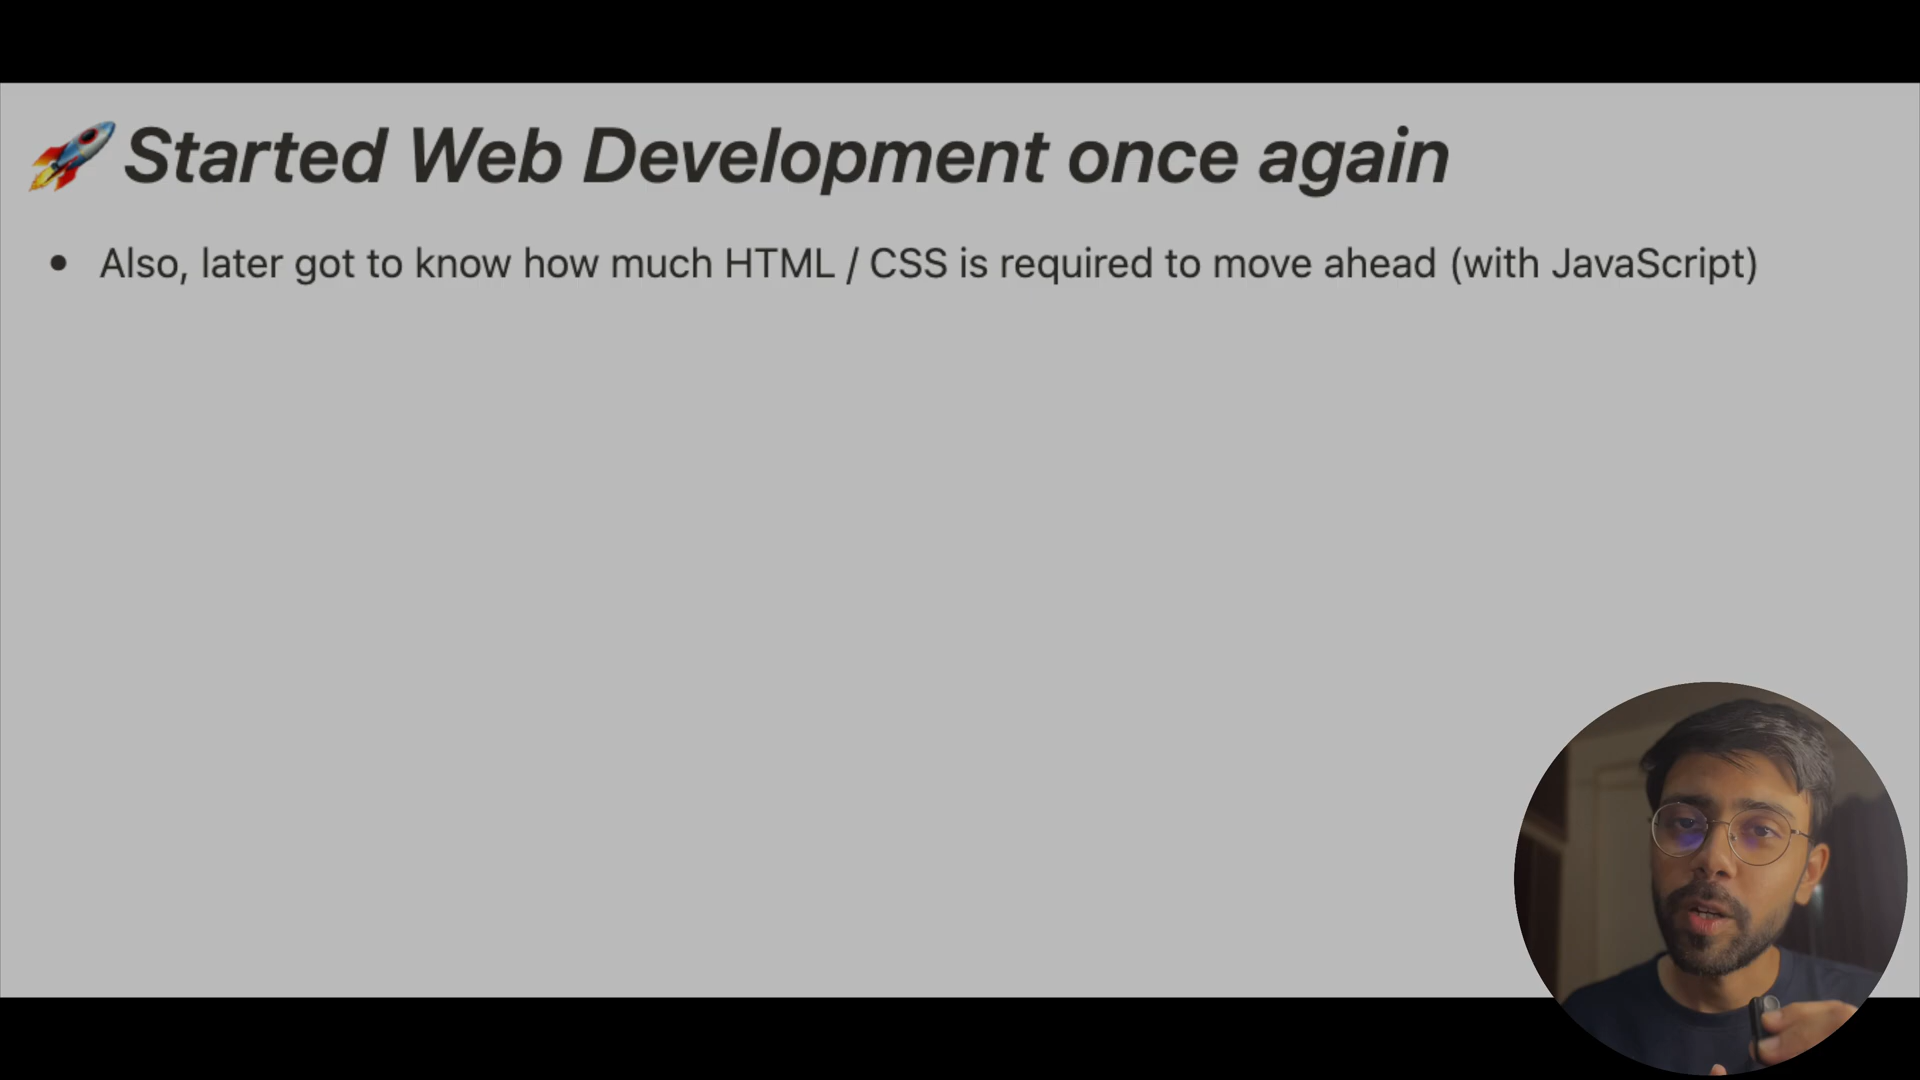 🚀 Started Web Development once again
• Also, later got to know how much HTML / CSS is required to move ahead (with JavaScript)